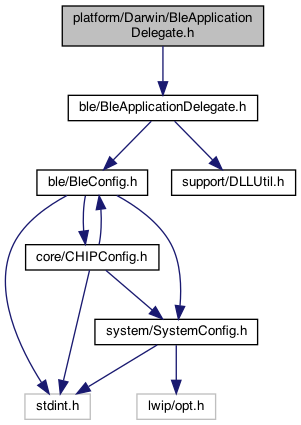 platform/Darwin/BleApplication
Delegate.h
ble/BleApplicationDelegate.h
ble/BleConfig.h
support/DLLUtil.h
core/CHIPConfig.h
system/SystemConfig.h
stdint.h
lwip/opt.h